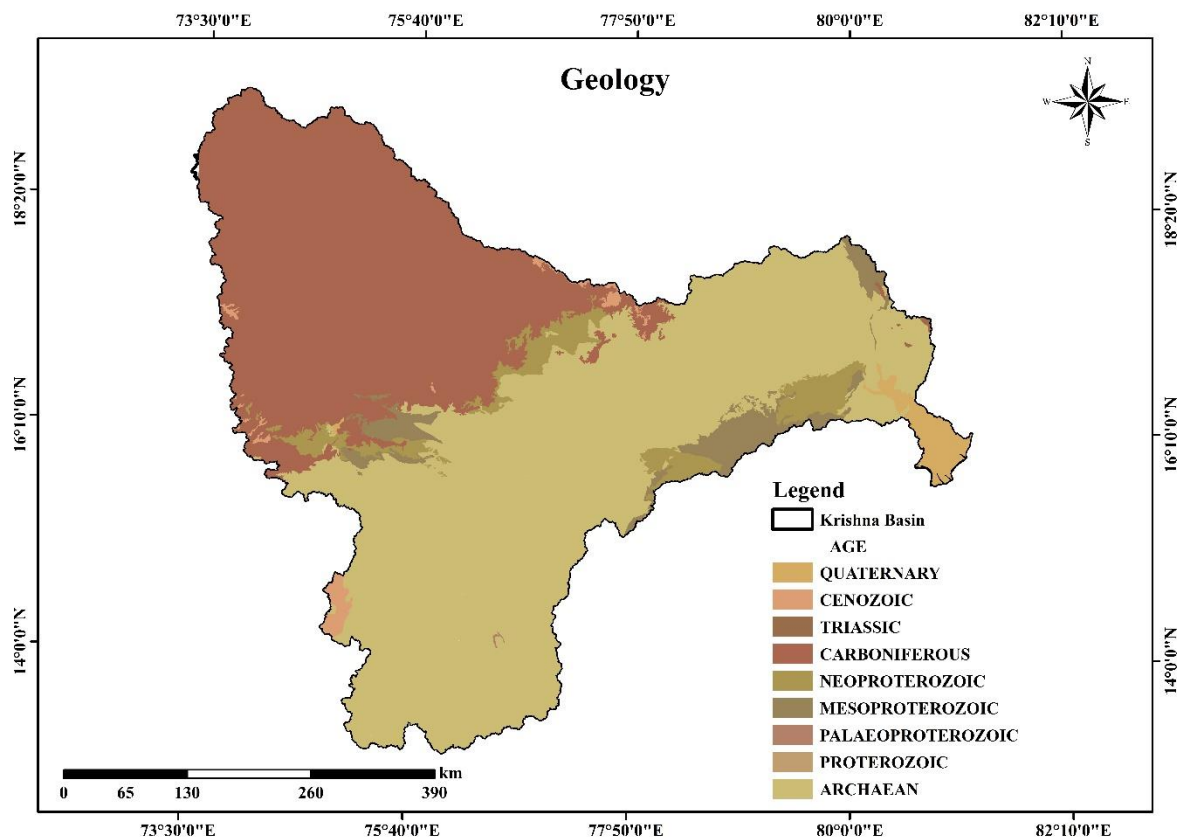 73°30'0"E 75°40'0"E 77°50'0"E 80°0'0"E 82°10'0"E
Geology
N
W E
S
18°20'0"N 18°20'0"N
16°10'0"N 16°10'0"N
14°0'0"N 14°0'0"N
Legend
Krishna Basin
AGE
QUATERNARY
CENOZOIC
TRIASSIC
CARBONIFEROUS
NEOPROTEROZOIC
MESOPROTEROZOIC
PALAEOPROTEROZOIC
PROTEROZOIC
ARCHAEAN
km
0 65 130 260 390
73°30'0"E 75°40'0"E 77°50'0"E 80°0'0"E 82°10'0"E